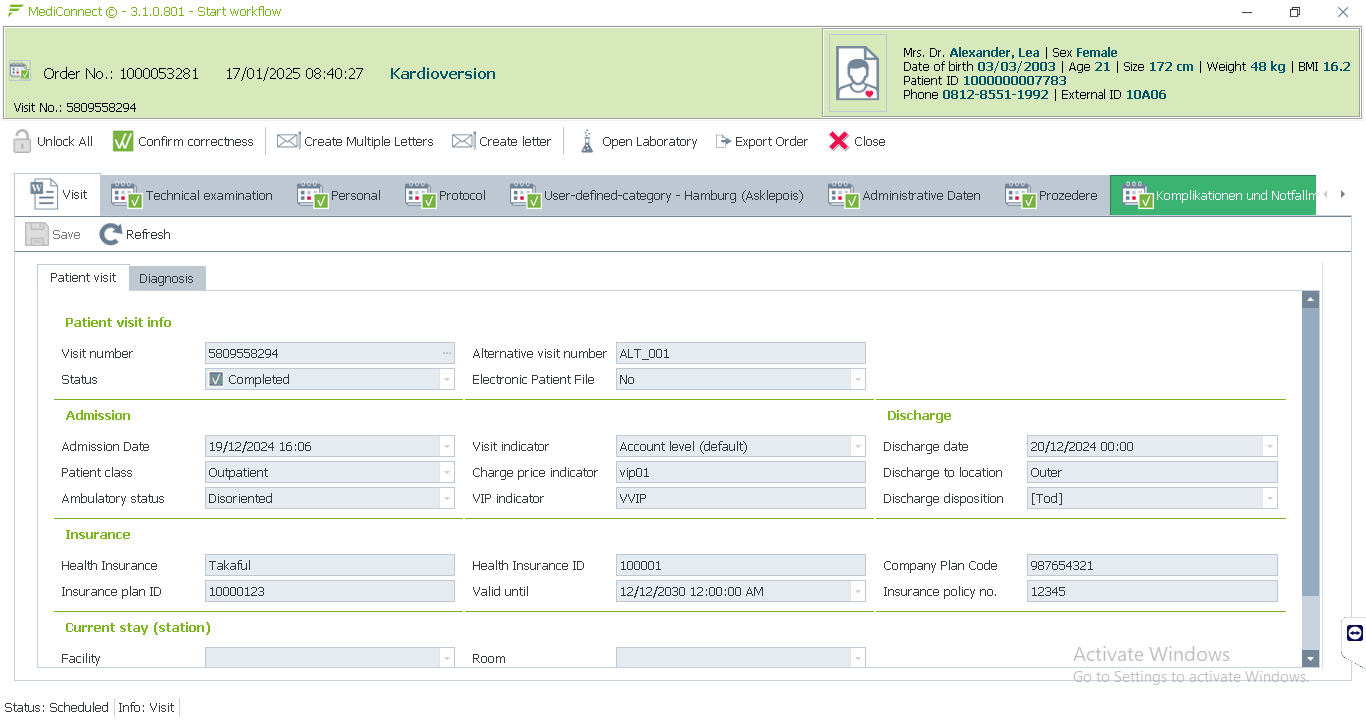 MediConnect © - 3.1.0.801 - Start workflow
Order No.: 1000053281 17/01/2025 08:40:27 Kardioversion
Visit No.: 5809558294
Mrs. Dr. Alexander, Lea | Sex Female
Date of birth 03/03/2003 | Age 21 | Size 172 cm | Weight 48 kg | BMI 16.2
Patient ID 1000000007783
Phone 0812-8551-1992 | External ID 10A06
Unlock All Confirm correctness Create Multiple Letters Create letter Open Laboratory Export Order Close
Visit Technical examination Personal Protocol User-defined-category - Hamburg (Asklepois) Administrative Daten Prozedere Komplikationen und Notfallm
Save Refresh
Patient visit Diagnosis
Patient visit info
Visit number 5809558294 ... Alternative visit number ALT_001
Status Completed Electronic Patient File No
Admission Discharge
Admission Date 19/12/2024 16:06 Visit indicator Account level (default) Discharge date 20/12/2024 00:00
Patient class Outpatient Charge price indicator vip01 Discharge to location Outer
Ambulatory status Disoriented VIP indicator VVIP Discharge disposition [Tod]
Insurance
Health Insurance Takaful Health Insurance ID 100001 Company Plan Code 987654321
Insurance plan ID 10000123 Valid until 12/12/2030 12:00:00 AM Insurance policy no. 12345
Current stay (station)
Facility Room
Activate Windows
Go to Settings to activate Windows.
Status: Scheduled Info: Visit